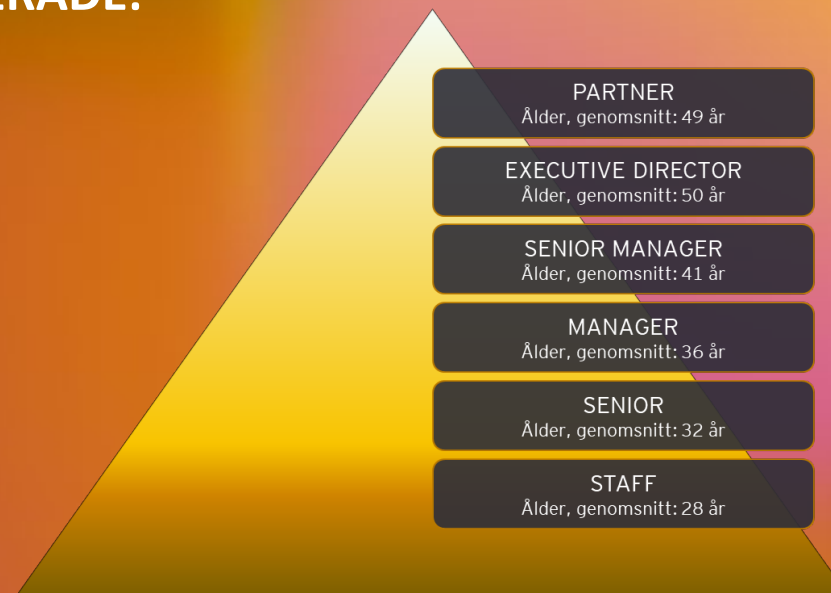 PARTNER
Ålder, genomsnitt: 49 år
EXECUTIVE DIRECTOR
Ålder, genomsnitt: 50 år
SENIOR MANAGER
Ålder, genomsnitt: 41 år
MANAGER
Ålder, genomsnitt: 36 år
SENIOR
Ålder, genomsnitt: 32 år
STAFF
Ålder, genomsnitt: 28 år